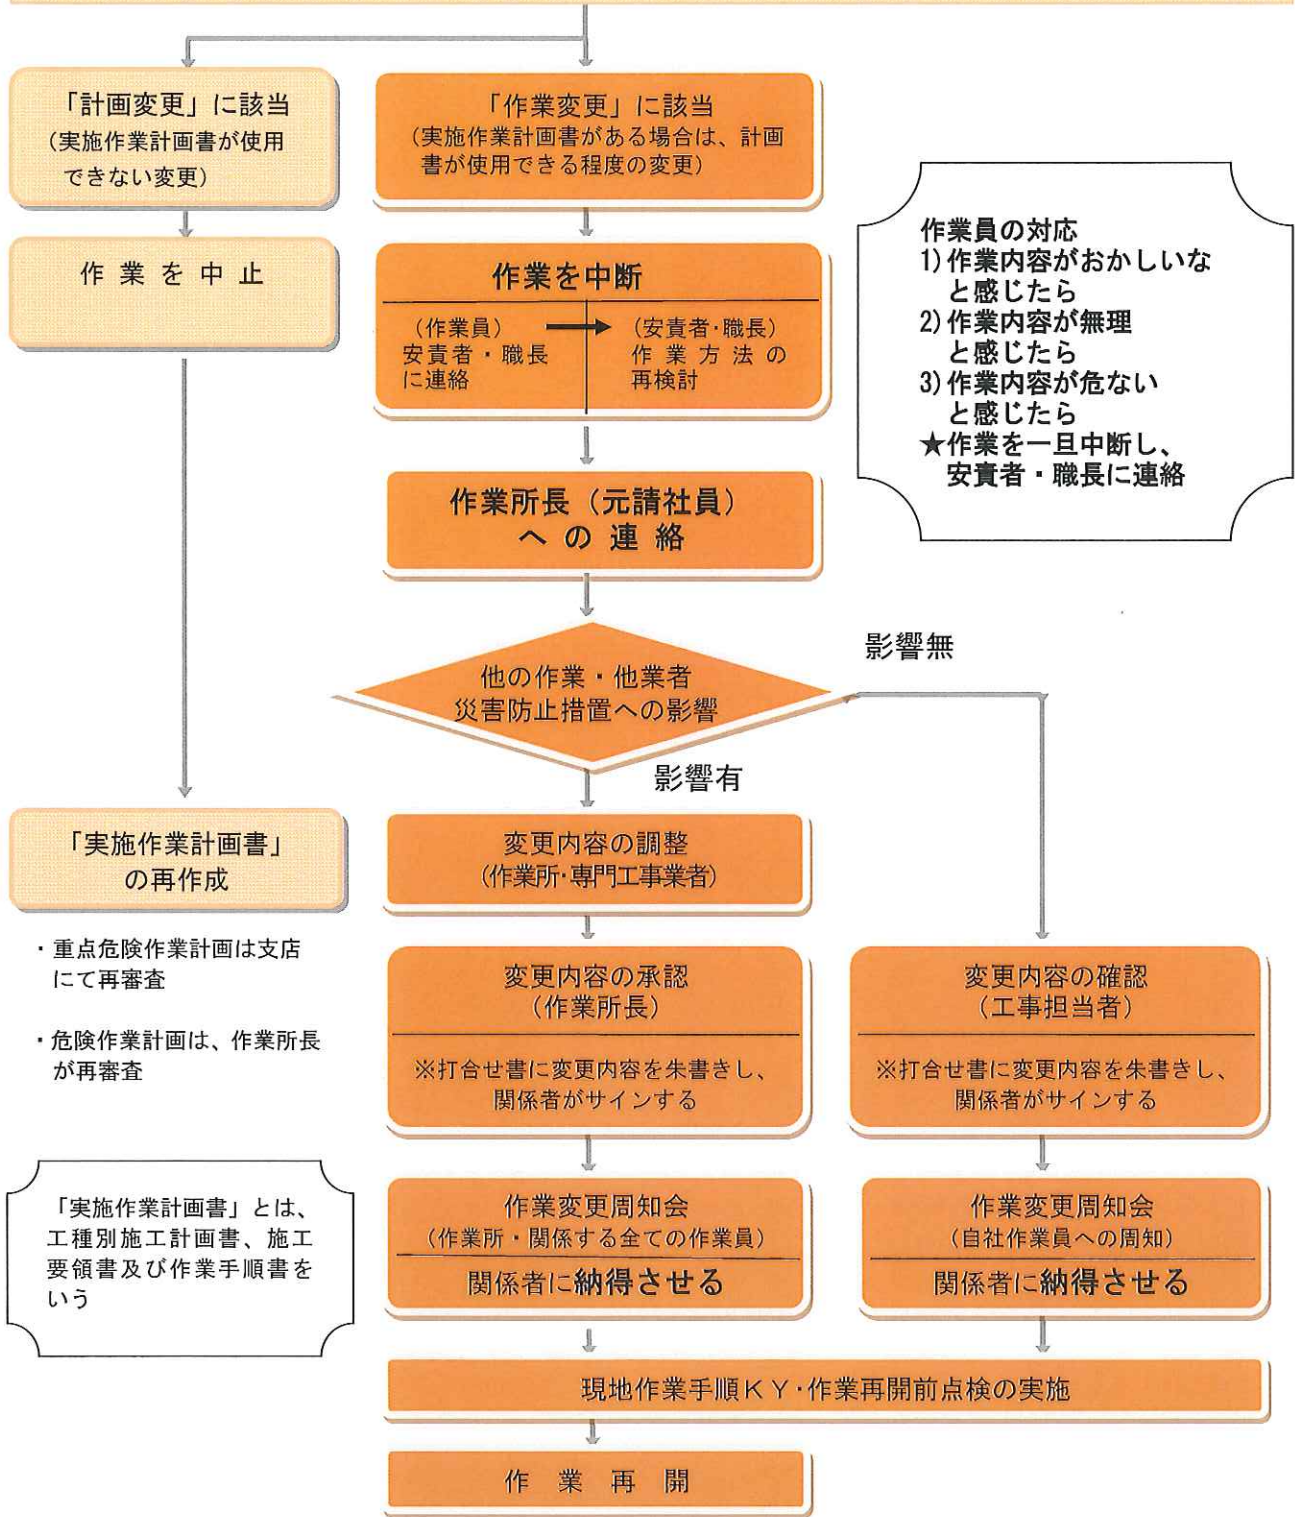 「計画変更」に該当
(実施作業計画書が使用
できない変更)
「作業変更」に該当
(実施作業計画書がある場合は、計画
書が使用できる程度の変更)
作業を中止
作業を中断
(作業員)
安責者・職長
に連絡
(安責者・職長)
作業方法の
再検討
作業員の対応
1)作業内容がおかしいな
と感じたら
2)作業内容が無理
と感じたら
3)作業内容が危ない
と感じたら
★作業を一旦中断し、
安責者・職長に連絡
作業所長（元請社員）
への連絡
他の作業・他業者
災害防止措置への影響
影響無
影響有
「実施作業計画書」
の再作成
・重点危険作業計画は支店
にて再審査
・危険作業計画は、作業所長
が再審査
変更内容の調整
(作業所・専門工事業者)
変更内容の承認
(作業所長)
※打合せ書に変更内容を朱書きし、
関係者がサインする
変更内容の確認
(工事担当者)
※打合せ書に変更内容を朱書きし、
関係者がサインする
「実施作業計画書」とは、
工種別施工計画書、施工
要領書及び作業手順書を
いう
作業変更周知会
(作業所・関係する全ての作業員)
関係者に納得させる
作業変更周知会
(自社作業員への周知)
関係者に納得させる
現地作業手順ＫＹ・作業再開前点検の実施
作業再開